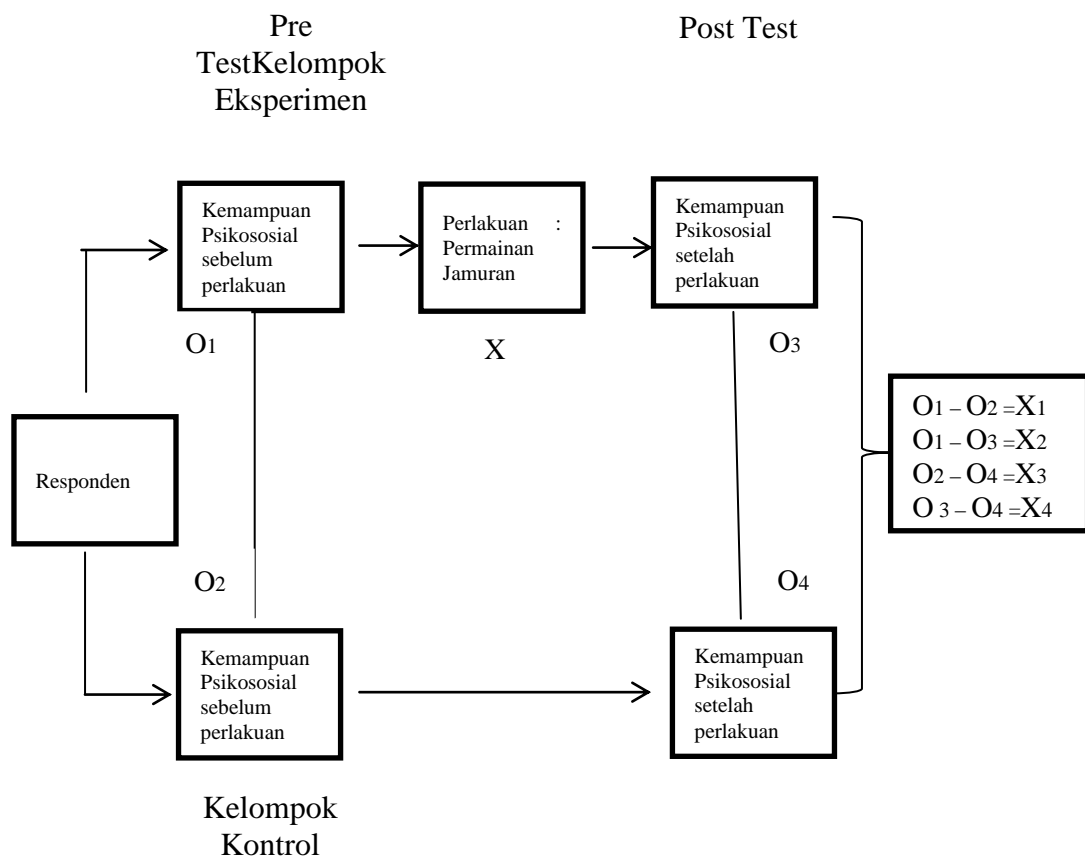 Pre
TestKelompok
Eksperimen
Post Test
Kemampuan
Psikososial
sebelum
perlakuan
Perlakuan :
Permainan
Jamuran
Kemampuan
Psikososial
setelah
perlakuan
O1
X
O3
Responden
O1 – O2 =X1
O1 – O3 =X2
O2 – O4 =X3
O 3 – O4 =X4
O2
O4
Kemampuan
Psikososial
sebelum
perlakuan
Kemampuan
Psikososial
setelah
perlakuan
Kelompok
Kontrol